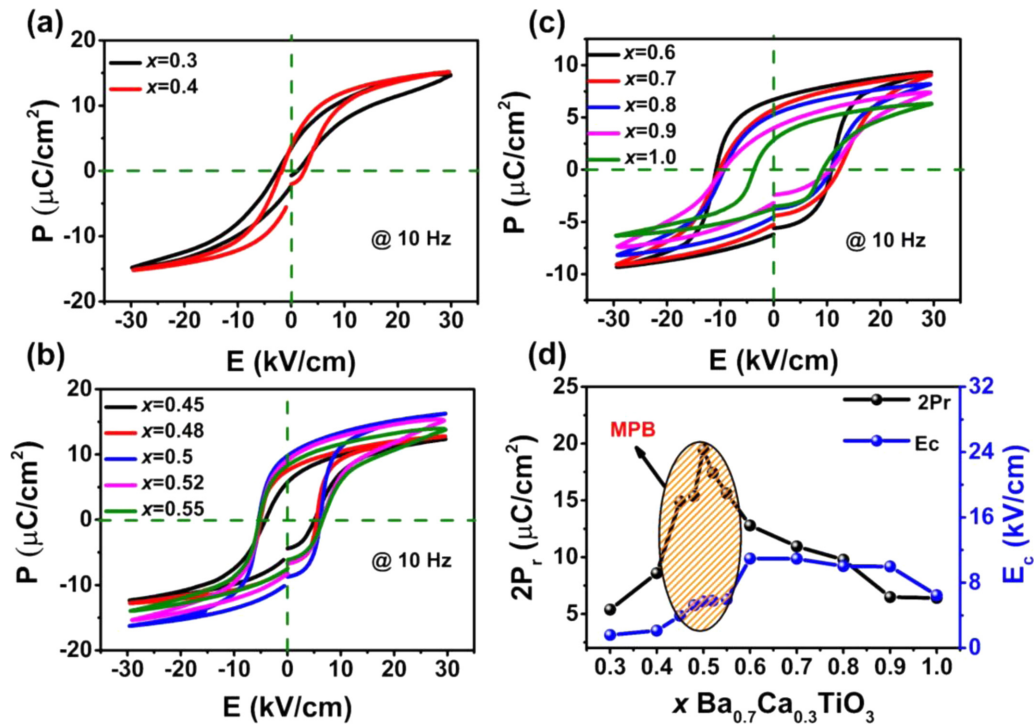 (a)
x=0.3
x=0.4
P (μC/cm²)
20
10
0
-10
-20
@ 10 Hz
-30 -20 -10 0 10 20 30
E (kV/cm)
(b)
x=0.45
x=0.48
x=0.5
x=0.52
x=0.55
P (μC/cm²)
20
10
0
-10
-20
@ 10 Hz
-30 -20 -10 0 10 20 30
E (kV/cm)
(c)
x=0.6
x=0.7
x=0.8
x=0.9
x=1.0
P (μC/cm²)
10
5
0
-5
-10
@ 10 Hz
-30 -20 -10 0 10 20 30
E (kV/cm)
(d)
2Pr
Ec
MPB
2Pᵣ (μC/cm²)
25
20
15
10
5
E_c (kV/cm)
32
24
16
8
0
0.3 0.4 0.5 0.6 0.7 0.8 0.9 1.0
x Ba₀.₇Ca₀.₃TiO₃